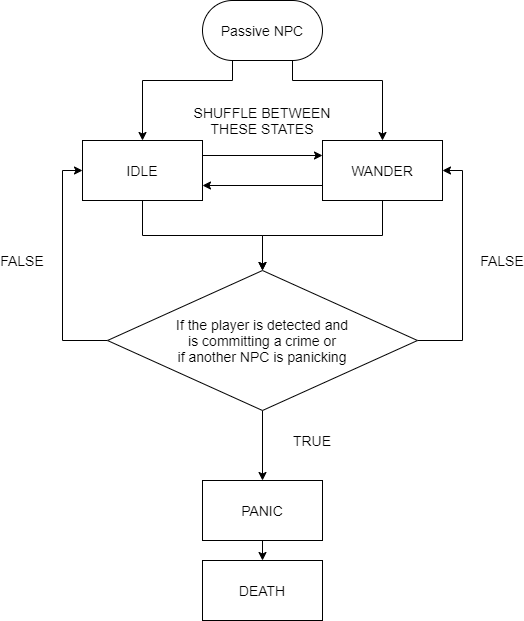 Passive NPC
SHUFFLE BETWEEN
THESE STATES
IDLE
WANDER
FALSE
FALSE
If the player is detected and
is committing a crime or
if another NPC is panicking
TRUE
PANIC
DEATH